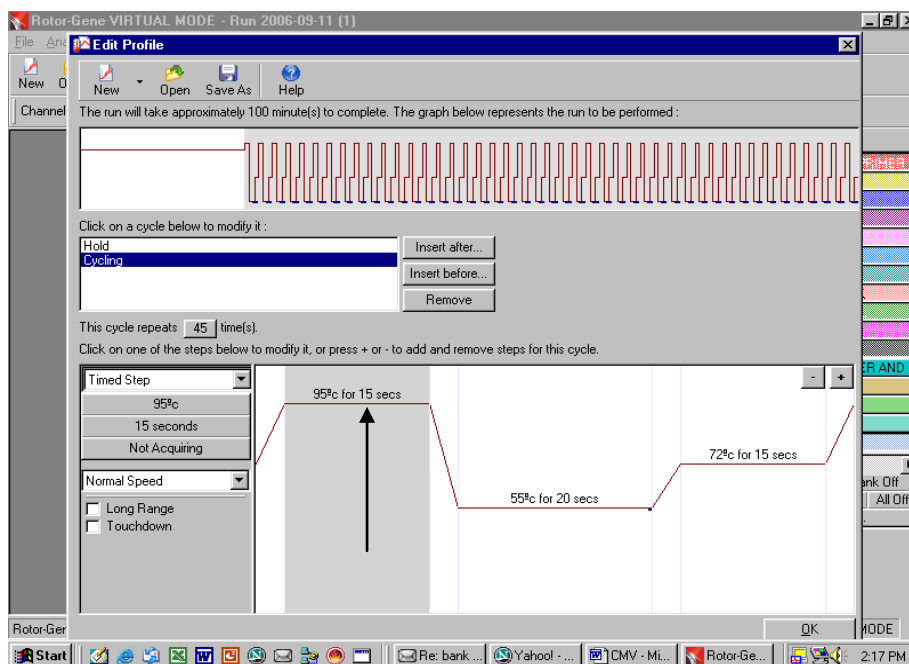 Rotor-Gene VIRTUAL MODE - Run 2006-09-11 (1)
File Ana
Edit Profile
New
New Open Save As Help
Channel
The run will take approximately 100 minute(s) to complete. The graph below represents the run to be performed :
Click on a cycle below to modify it :
Hold
Cycling
Insert after...
Insert before...
Remove
This cycle repeats 45 time(s).
Click on one of the steps below to modify it, or press + or - to add and remove steps for this cycle.
Timed Step
95ºc
15 seconds
Not Acquiring
Normal Speed
Long Range
Touchdown
95ºc for 15 secs
55ºc for 20 secs
72ºc for 15 secs
- +
ER AND
ank Off
All Off
OK
Rotor-Ger
MODE
Start Re: bank ... Yahoo! - ... CMV - Mi... Rotor-Ge... 2:17 PM